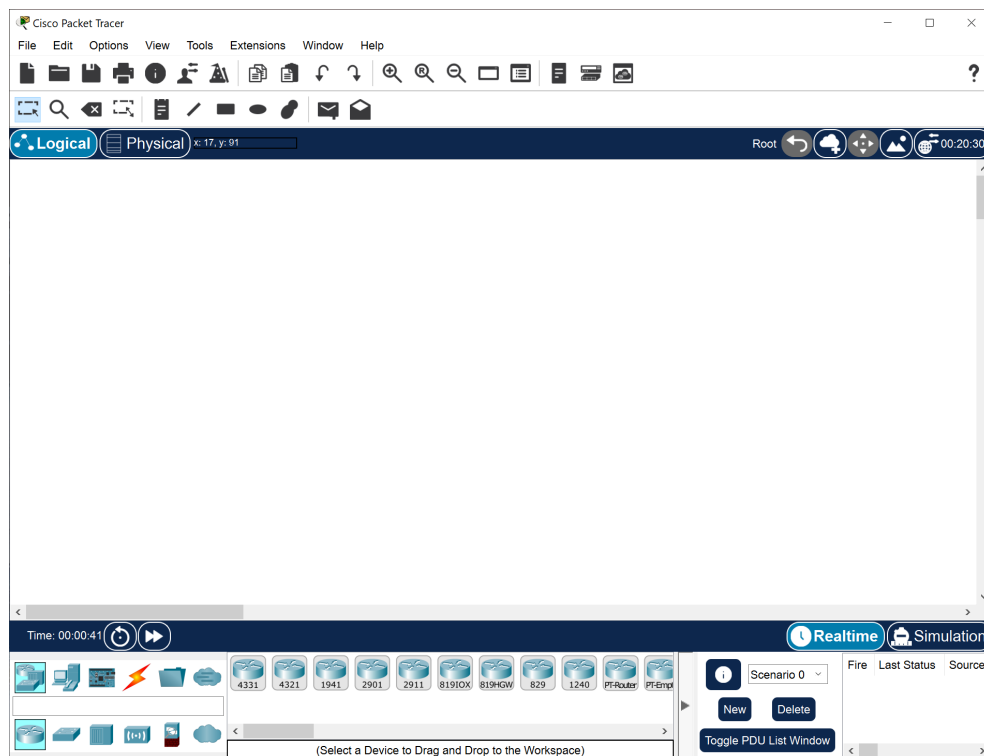 Cisco Packet Tracer
File Edit Options View Tools Extensions Window Help
?
Logical Physical x: 17, y: 91 Root 00:20:30
Time: 00:00:41 Realtime Simulation
4331 4321 1941 2901 2911 819IOX 819HGW 829 1240 PT-Router PT-Empt
Scenario 0 Fire Last Status Source
New Delete
Toggle PDU List Window
(Select a Device to Drag and Drop to the Workspace)